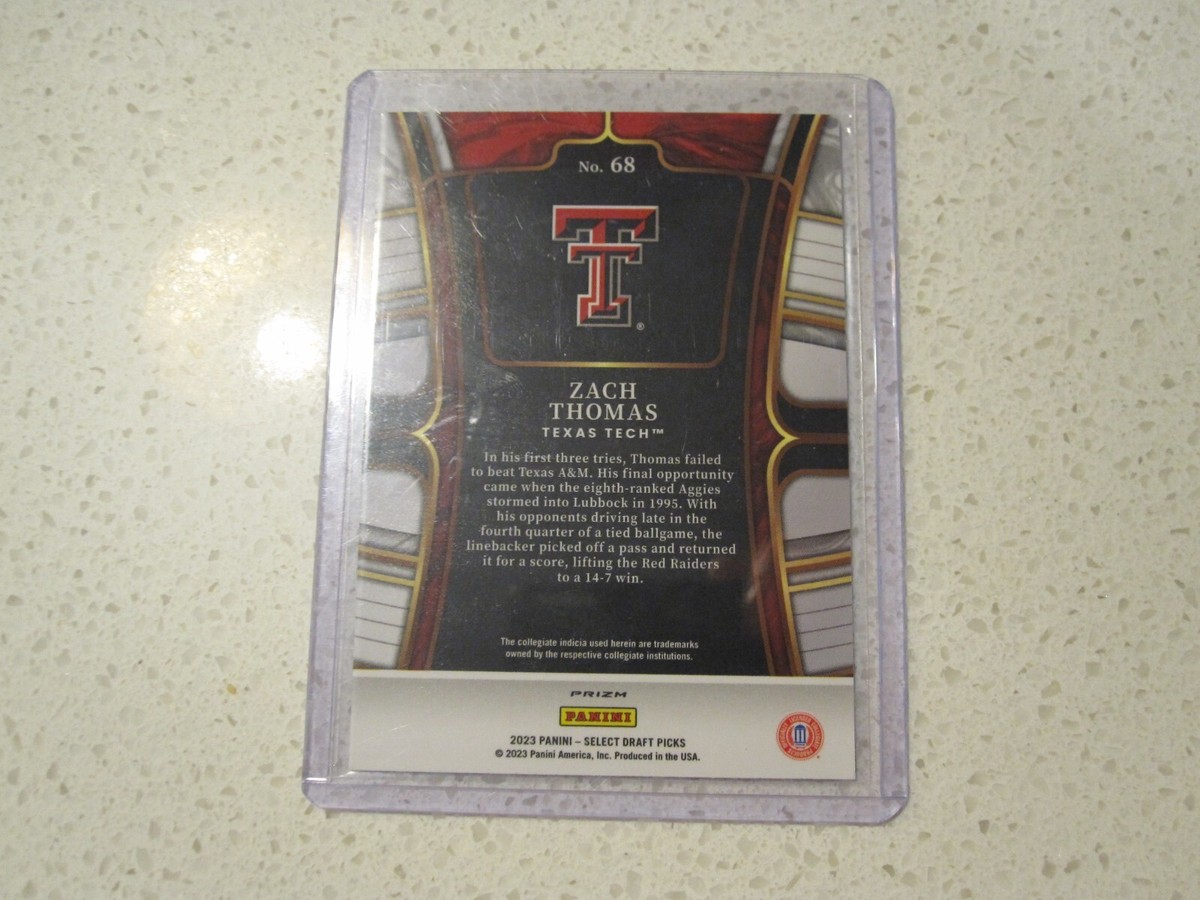 No. 68
®
ZACH
THOMAS
TEXAS TECH™
In his first three tries, Thomas failed
to beat Texas A&M. His final opportunity
came when the eighth-ranked Aggies
stormed into Lubbock in 1995. With
his opponents driving late in the
fourth quarter of a tied ballgame, the
linebacker picked off a pass and returned
it for a score, lifting the Red Raiders
to a 14-7 win.
The collegiate indicia used herein are trademarks
owned by the respective collegiate institutions.
PRIZM
PANINI
2023 PANINI – SELECT DRAFT PICKS
© 2023 Panini America, Inc. Produced in the USA.